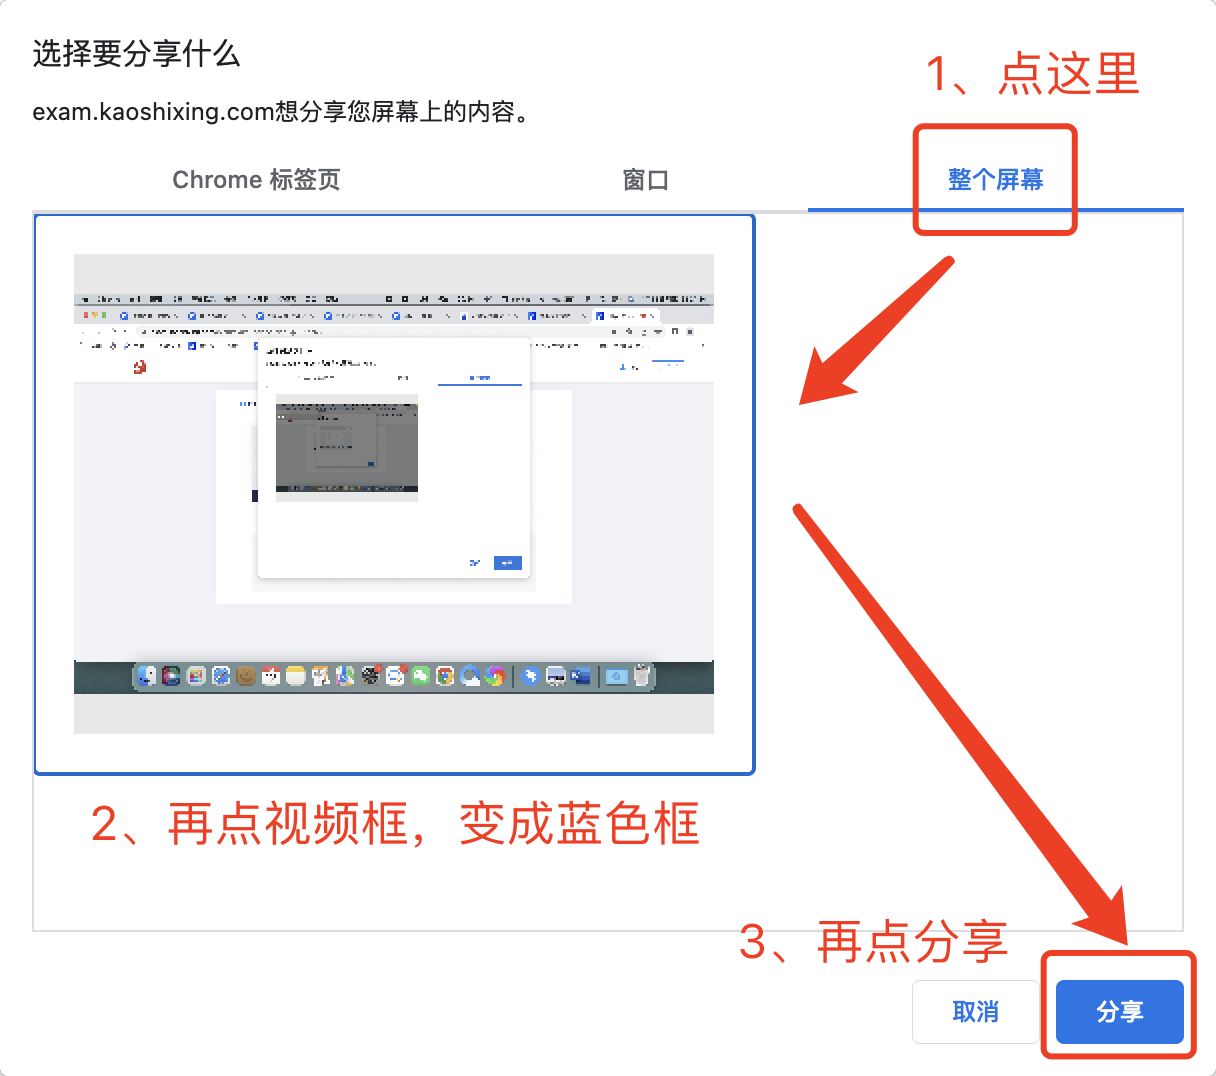 选择要分享什么
1、点这里
exam.kaoshixing.com想分享您屏幕上的内容。
Chrome 标签页
窗口
整个屏幕
2、再点视频框，变成蓝色框
3、再点分享
取消
分享